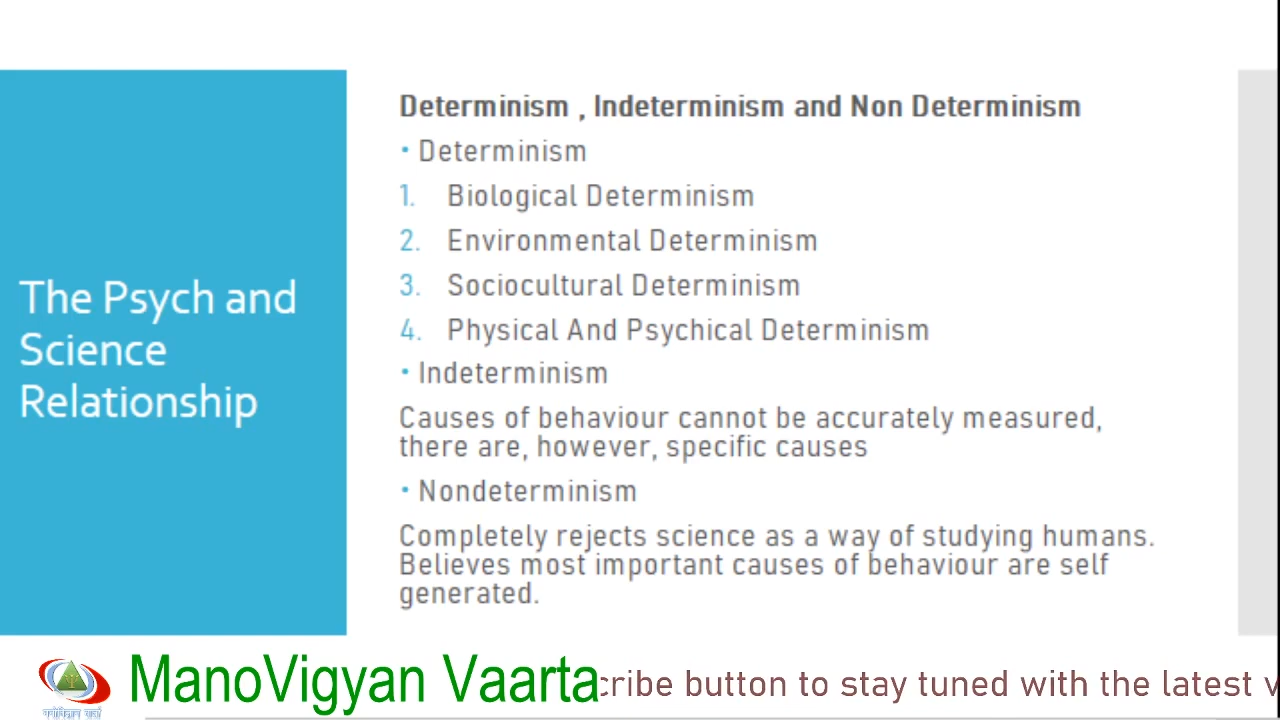 The Psych and
Science
Relationship
Determinism , Indeterminism and Non Determinism
• Determinism
1. Biological Determinism
2. Environmental Determinism
3. Sociocultural Determinism
4. Physical And Psychical Determinism
• Indeterminism
Causes of behaviour cannot be accurately measured,
there are, however, specific causes
• Nondeterminism
Completely rejects science as a way of studying humans.
Believes most important causes of behaviour are self
generated.
ManoVigyan Vaarta
cribe button to stay tuned with the latest v